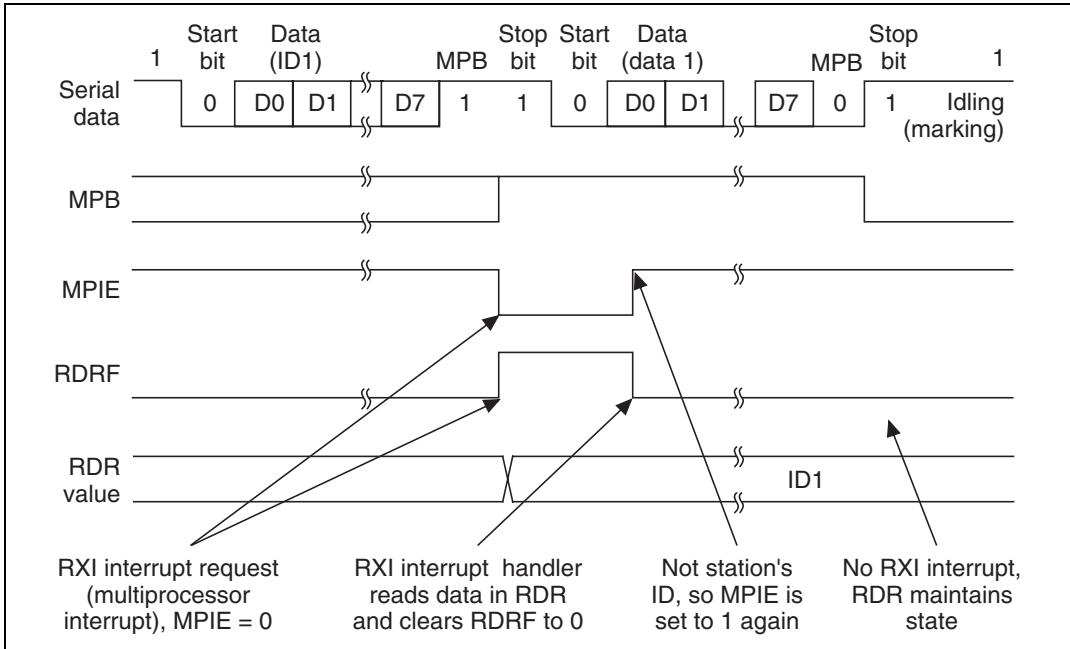 Start Data Stop Start Data Stop
1 bit (ID1) MPB bit bit (data 1) MPB bit 1
Serial data 0 D0 D1 D7 1 1 0 D0 D1 D7 0 1 Idling (marking)
MPB
MPIE
RDRF
RDR value ID1
RXI interrupt request (multiprocessor interrupt), MPIE = 0
RXI interrupt handler reads data in RDR and clears RDRF to 0
Not station's ID, so MPIE is set to 1 again
No RXI interrupt, RDR maintains state